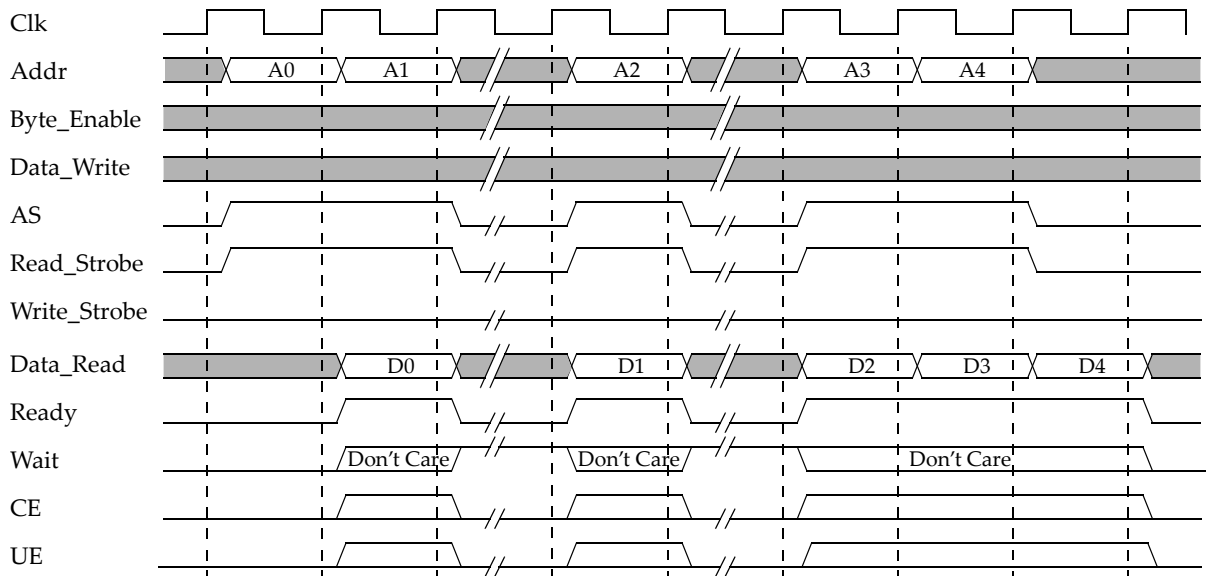 Clk
Addr A0 A1 A2 A3 A4
Byte_Enable
Data_Write
AS
Read_Strobe
Write_Strobe
Data_Read D0 D1 D2 D3 D4
Ready
Wait Don't Care Don't Care Don't Care
CE
UE